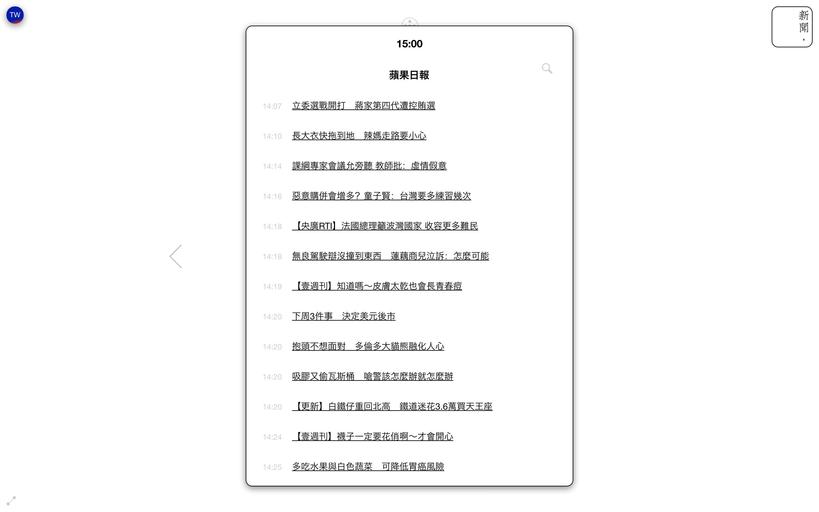 TW
新聞，
15:00
蘋果日報
14:07 立委選戰開打　蔣家第四代遭控賄選
14:10 長大衣快拖到地　辣媽走路要小心
14:14 課綱專家會議允旁聽 教師批：虛情假意
14:16 惡意購併會增多？童子賢：台灣要多練習幾次
14:18 【央廣RTI】法國總理籲波灣國家 收容更多難民
14:18 無良駕駛辯沒撞到東西　蓮藕商兒泣訴：怎麼可能
14:19 【壹週刊】知道嗎～皮膚太乾也會長青春痘
14:20 下周3件事　決定美元後市
14:20 抱頭不想面對　多倫多大貓熊融化人心
14:20 吸膠又偷瓦斯桶　嗆警該怎麼辦就怎麼辦
14:20 【更新】白鐵仔重回北高　鐵道迷花3.6萬買天王座
14:24 【壹週刊】襪子一定要花俏啊～才會開心
14:25 多吃水果與白色蔬菜　可降低胃癌風險